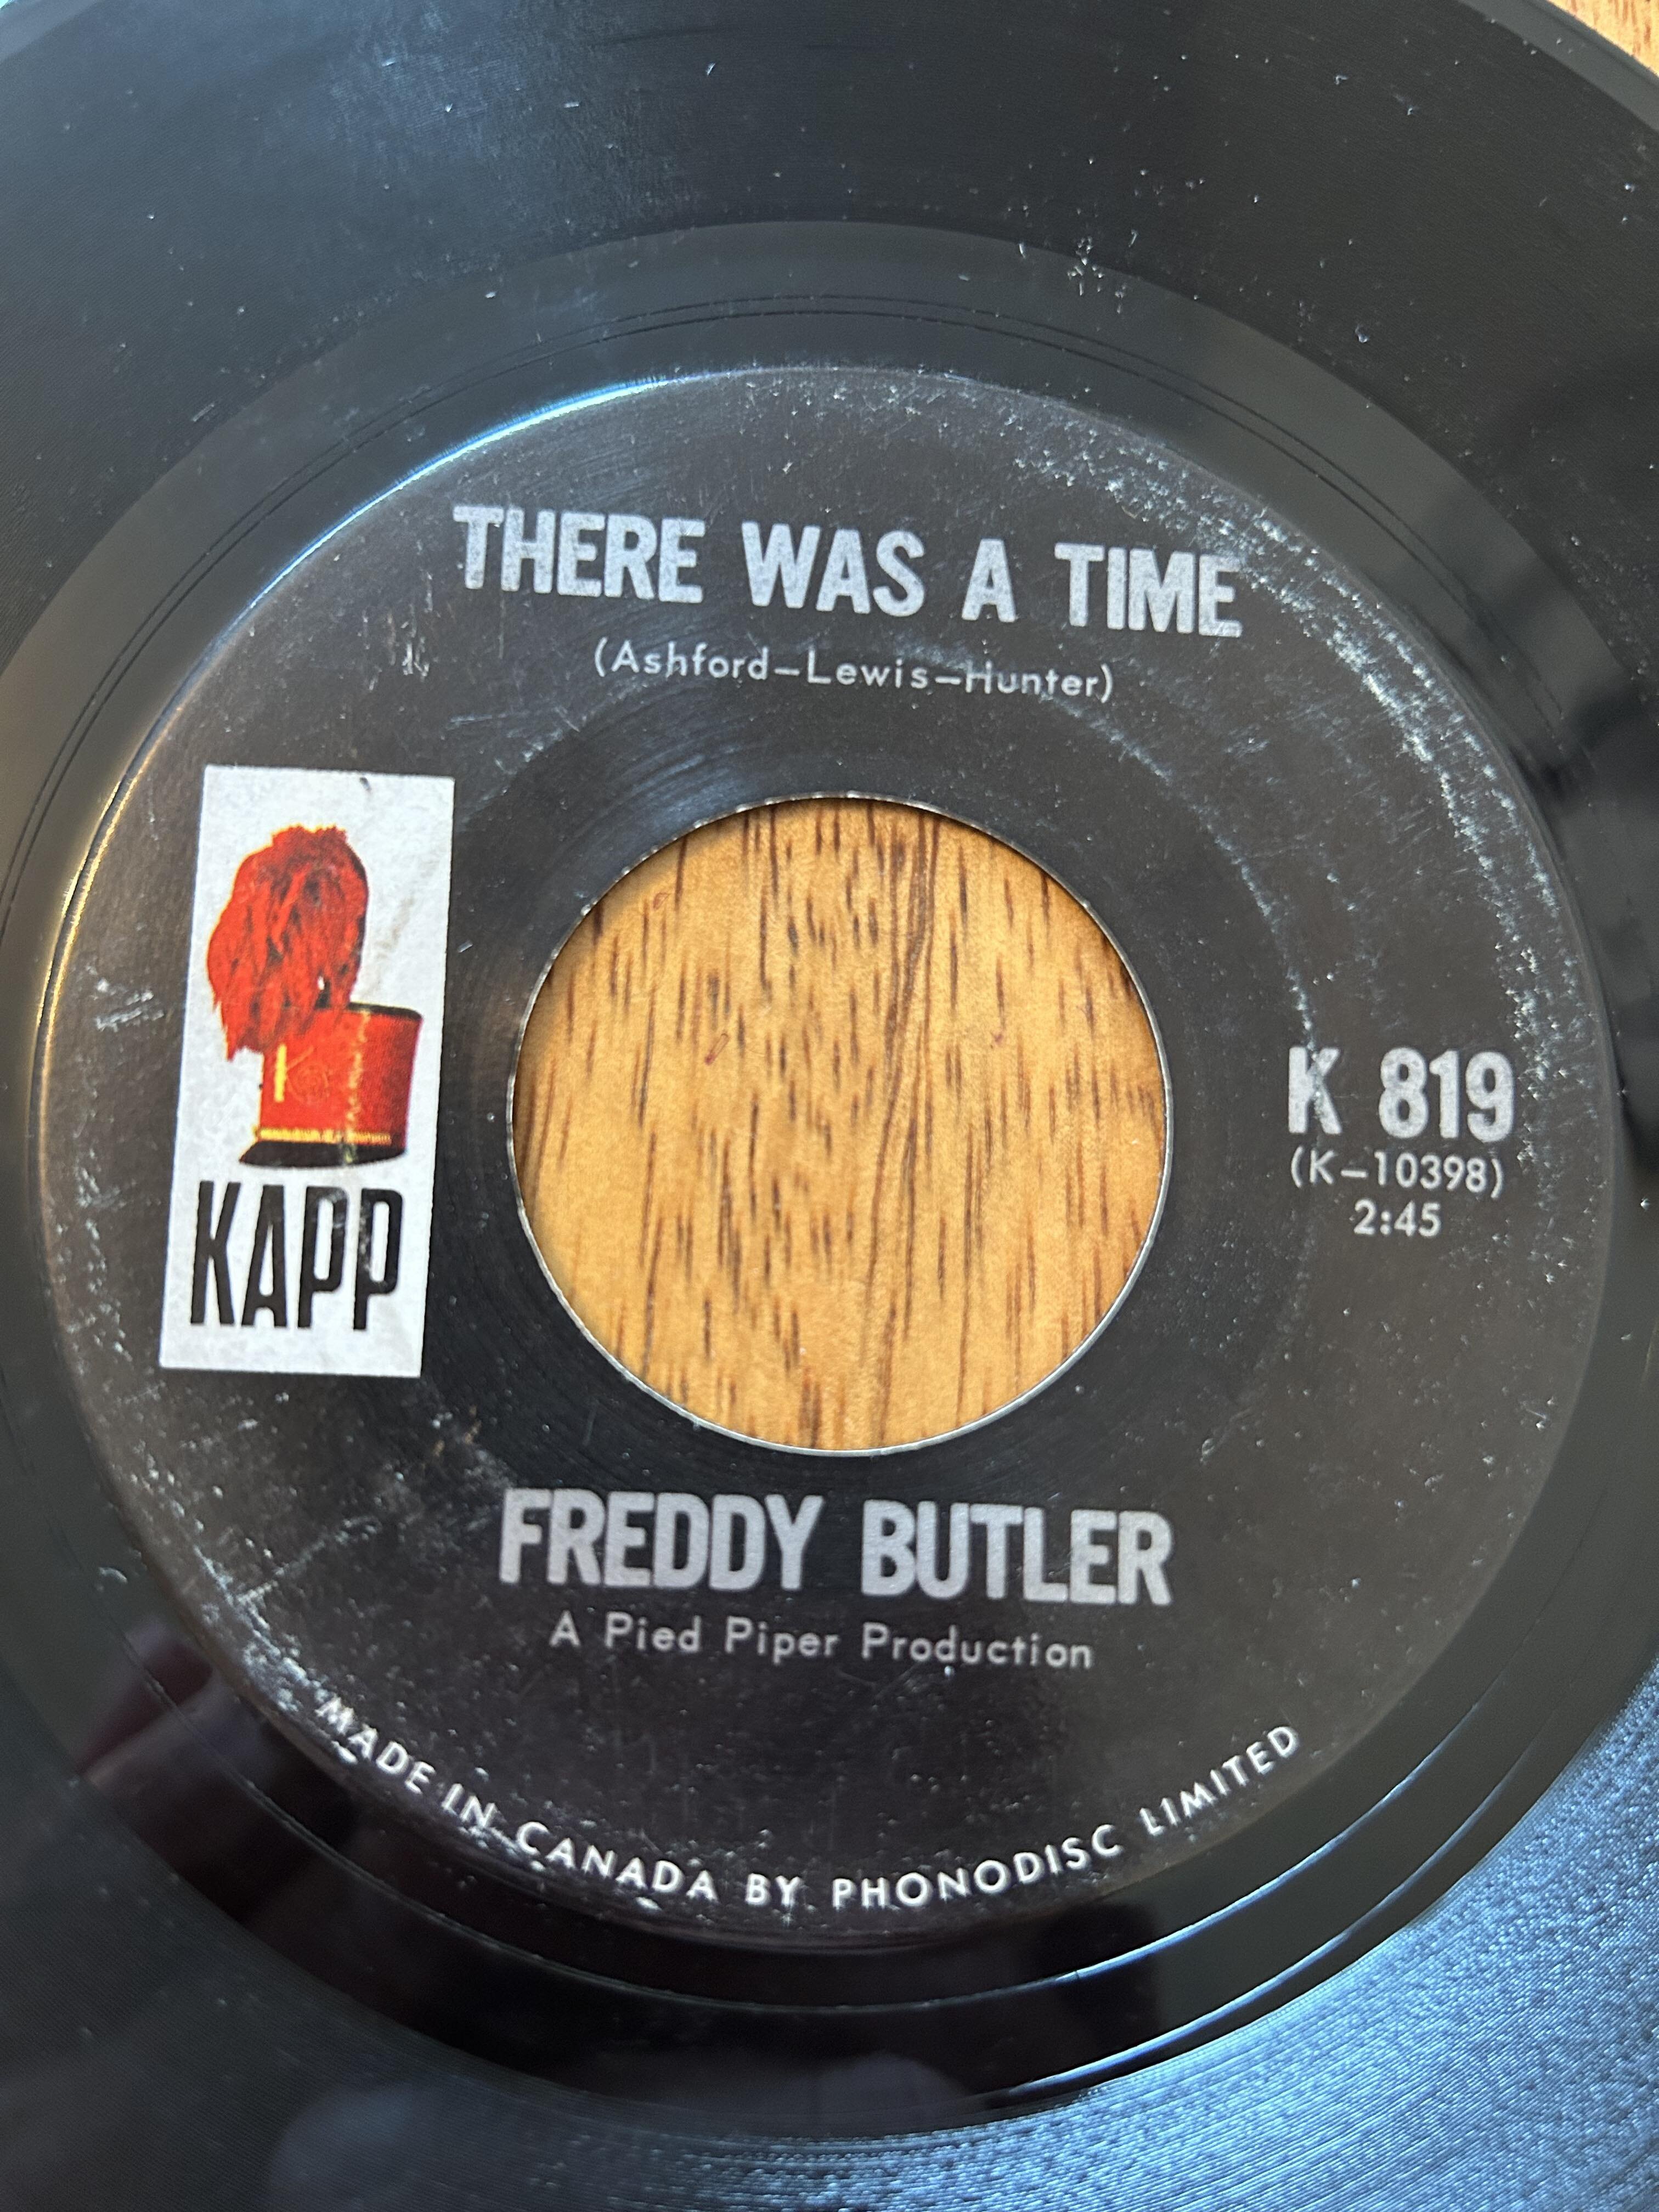 THERE WAS A TIME
(Ashford–Lewis–Hunter)
KAPP
K 819
(K–10398)
2:45
FREDDY BUTLER
A Pied Piper Production
MADE IN CANADA BY PHONODISC LIMITED